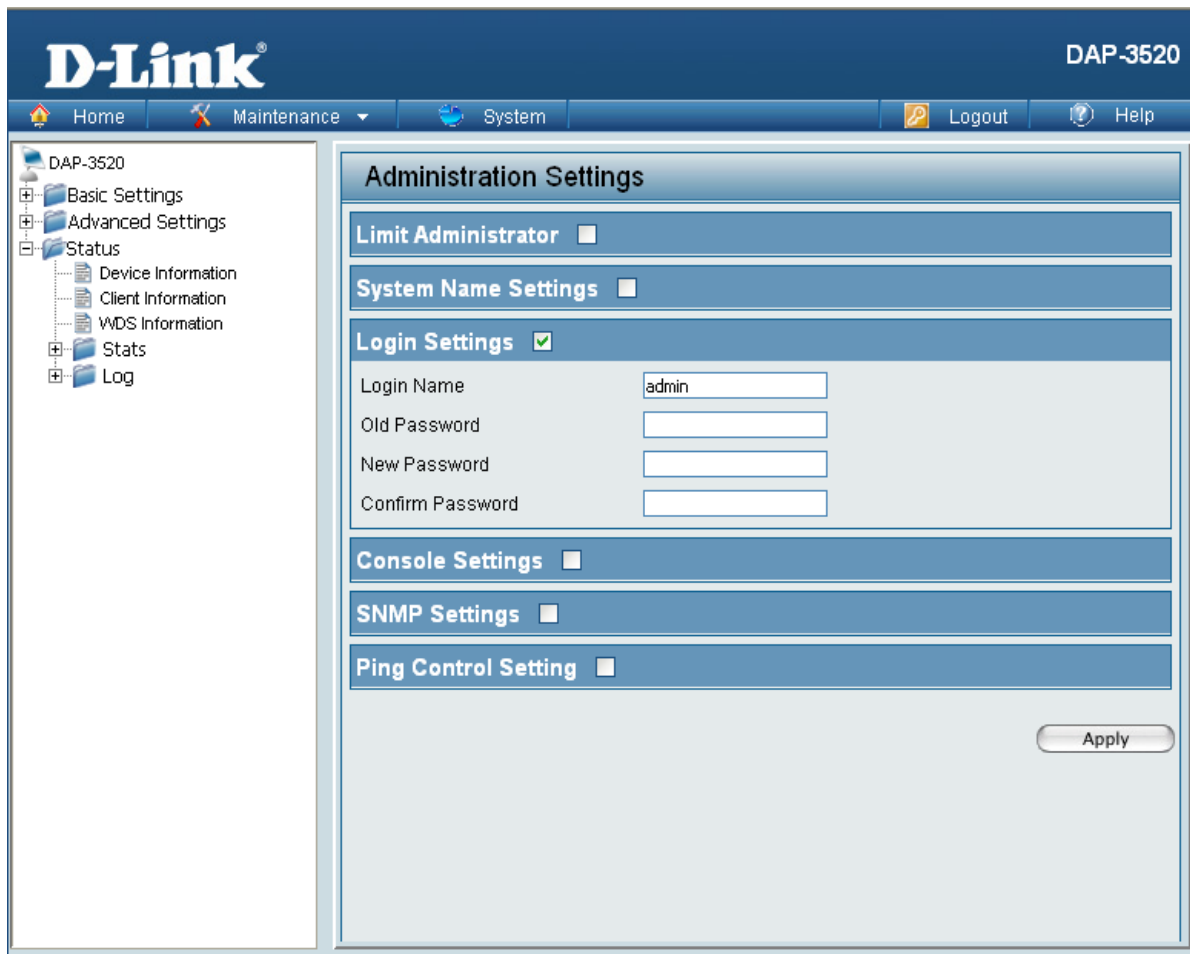 D-Link®
DAP-3520
Home
Maintenance
System
Logout
Help
DAP-3520
Basic Settings
Advanced Settings
Status
Device Information
Client Information
WDS Information
Stats
Log
Administration Settings
Limit Administrator
System Name Settings
Login Settings
Login Name admin
Old Password
New Password
Confirm Password
Console Settings
SNMP Settings
Ping Control Setting
Apply